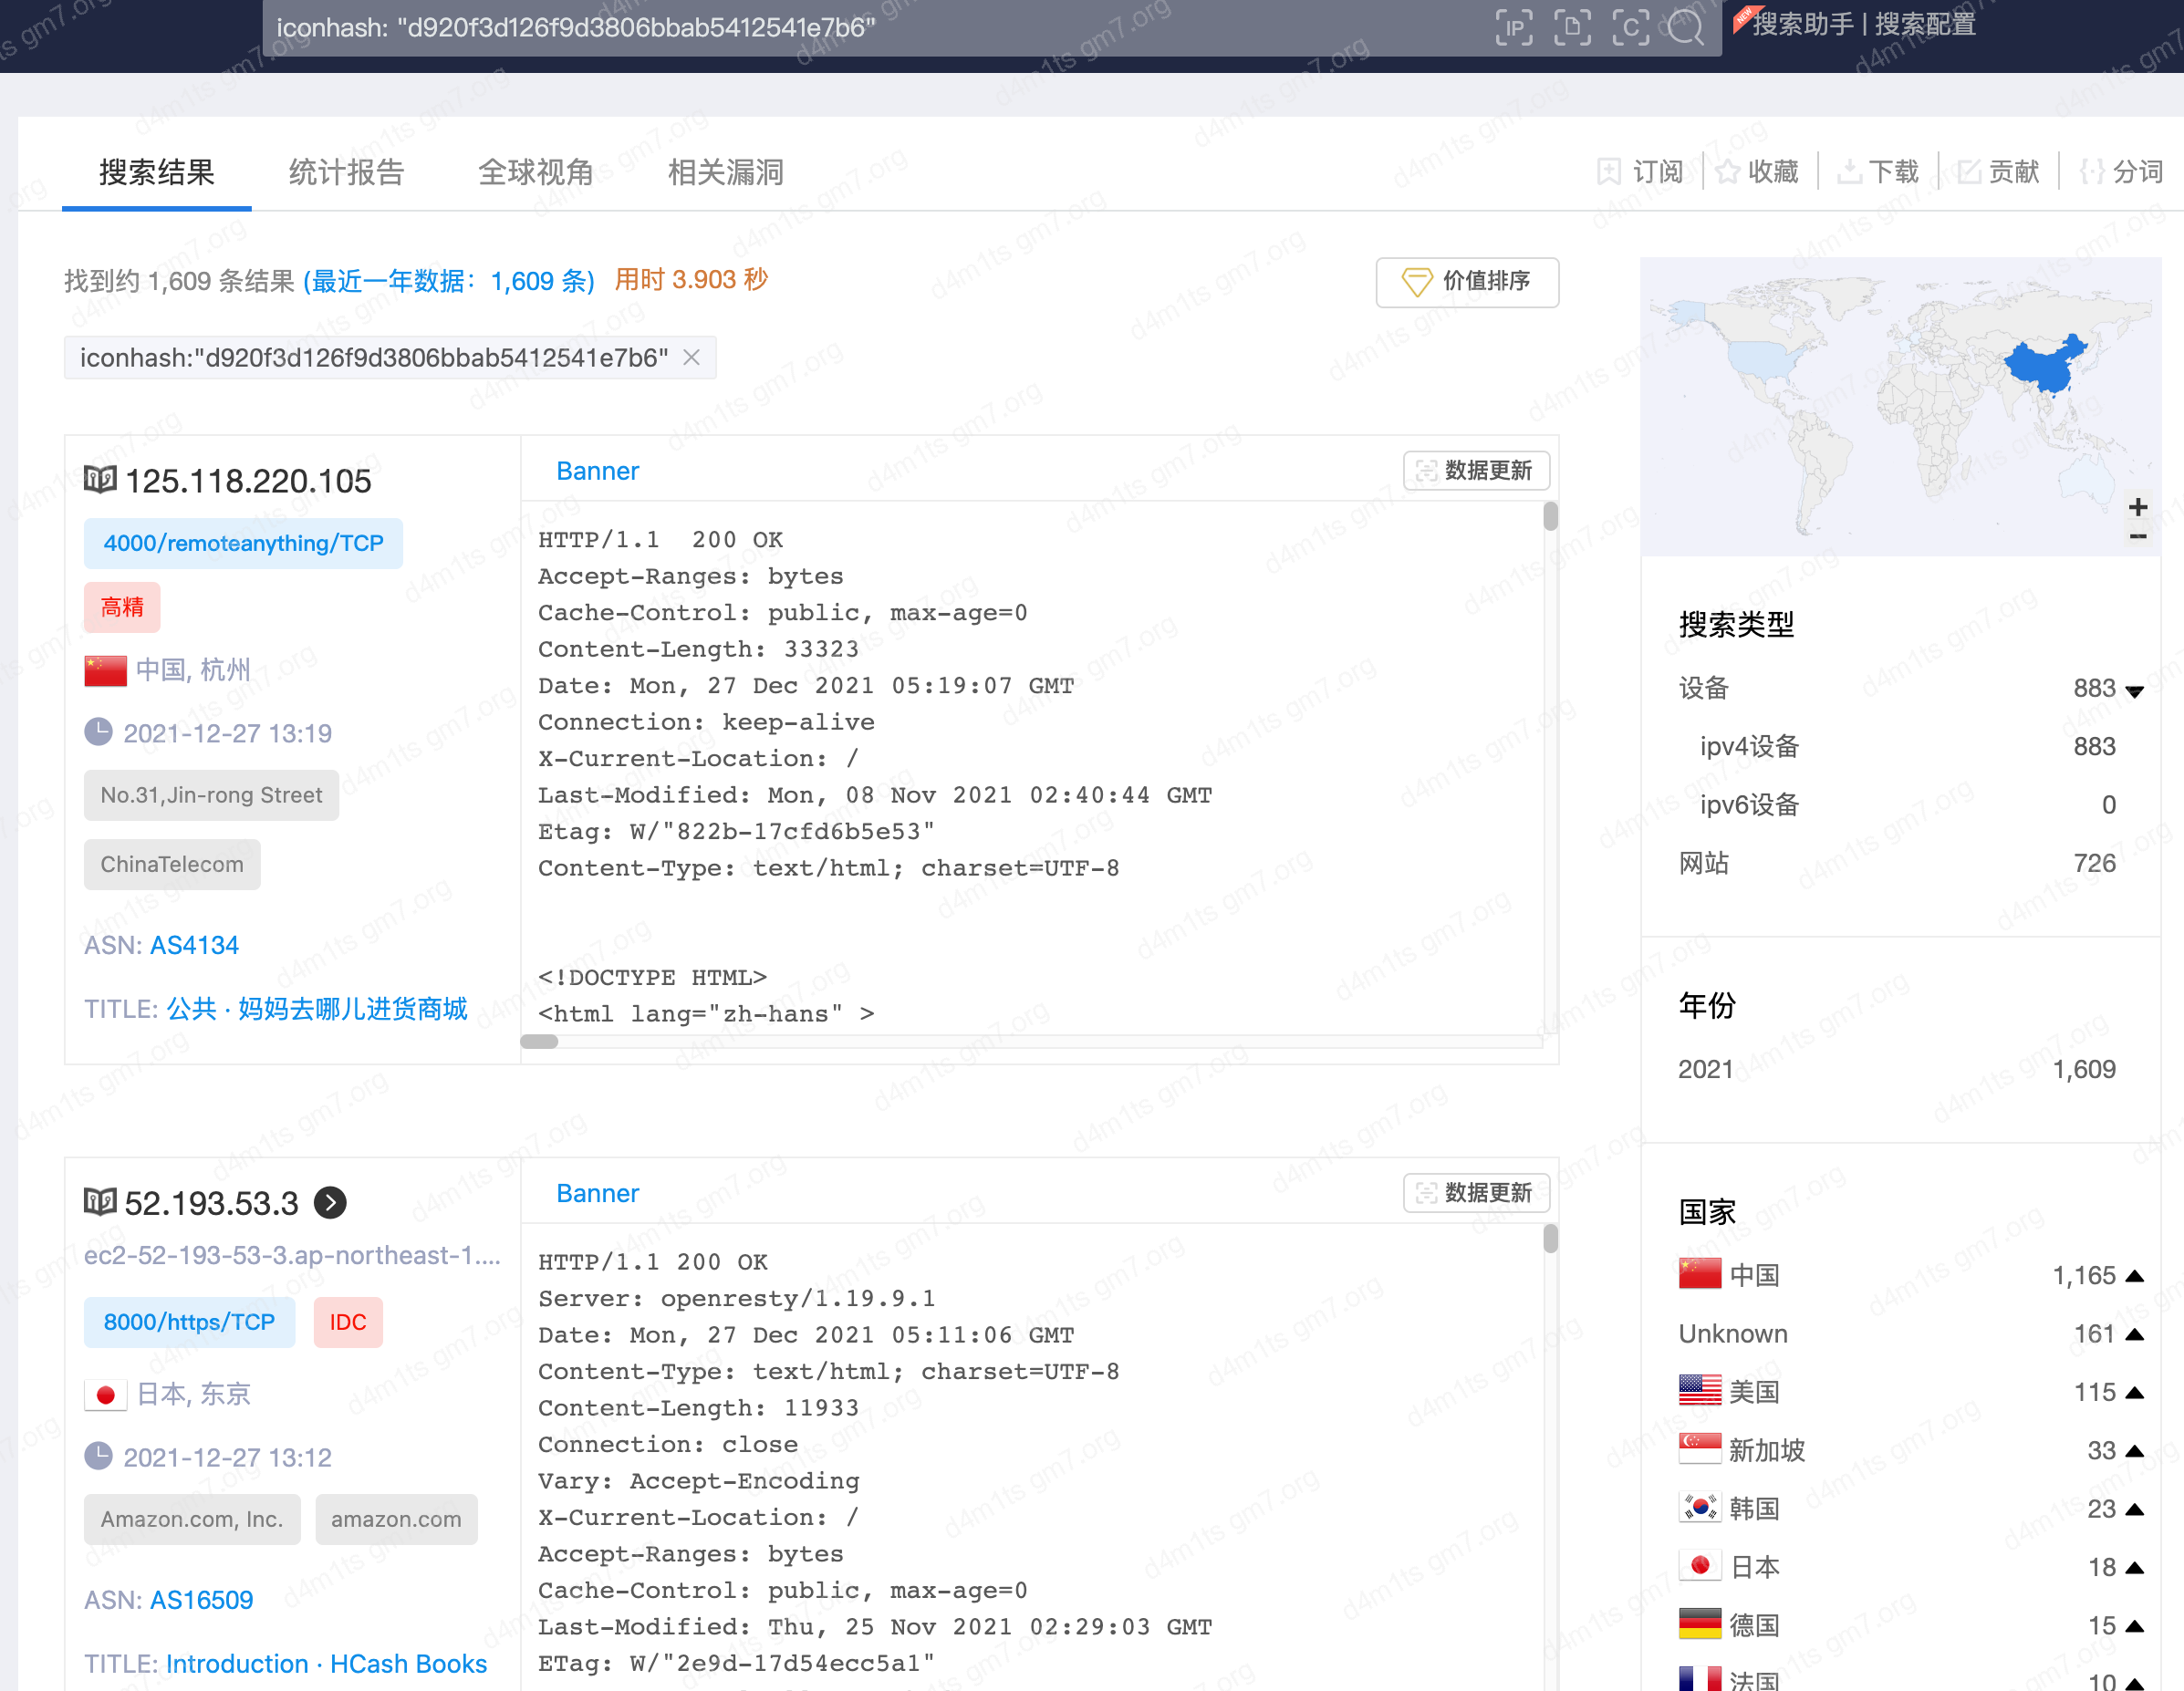 iconhash: "d920f3d126f9d3806bbab5412541e7b6"
IP
C
NEW
搜索助手 | 搜索配置
搜索结果
统计报告
全球视角
相关漏洞
订阅
收藏
下载
贡献
分词
找到约 1,609 条结果 (最近一年数据：1,609 条) 用时 3.903 秒
价值排序
iconhash:"d920f3d126f9d3806bbab5412541e7b6"
125.118.220.105
4000/remoteanything/TCP
高精
中国, 杭州
2021-12-27 13:19
No.31,Jin-rong Street
ChinaTelecom
ASN: AS4134
TITLE: 公共 · 妈妈去哪儿进货商城
Banner
数据更新
HTTP/1.1  200 OK
Accept-Ranges: bytes
Cache-Control: public, max-age=0
Content-Length: 33323
Date: Mon, 27 Dec 2021 05:19:07 GMT
Connection: keep-alive
X-Current-Location: /
Last-Modified: Mon, 08 Nov 2021 02:40:44 GMT
Etag: W/"822b-17cfd6b5e53"
Content-Type: text/html; charset=UTF-8
<!DOCTYPE HTML>
<html lang="zh-hans" >
52.193.53.3
ec2-52-193-53-3.ap-northeast-1....
8000/https/TCP
IDC
日本, 东京
2021-12-27 13:12
Amazon.com, Inc.
amazon.com
ASN: AS16509
TITLE: Introduction · HCash Books
Banner
数据更新
HTTP/1.1 200 OK
Server: openresty/1.19.9.1
Date: Mon, 27 Dec 2021 05:11:06 GMT
Content-Type: text/html; charset=UTF-8
Content-Length: 11933
Connection: close
Vary: Accept-Encoding
X-Current-Location: /
Accept-Ranges: bytes
Cache-Control: public, max-age=0
Last-Modified: Thu, 25 Nov 2021 02:29:03 GMT
ETag: W/"2e9d-17d54ecc5a1"
搜索类型
设备 883
ipv4设备 883
ipv6设备 0
网站 726
年份
2021 1,609
国家
中国 1,165
Unknown 161
美国 115
新加坡 33
韩国 23
日本 18
德国 15
法国 10
d4m1ts gm7.org